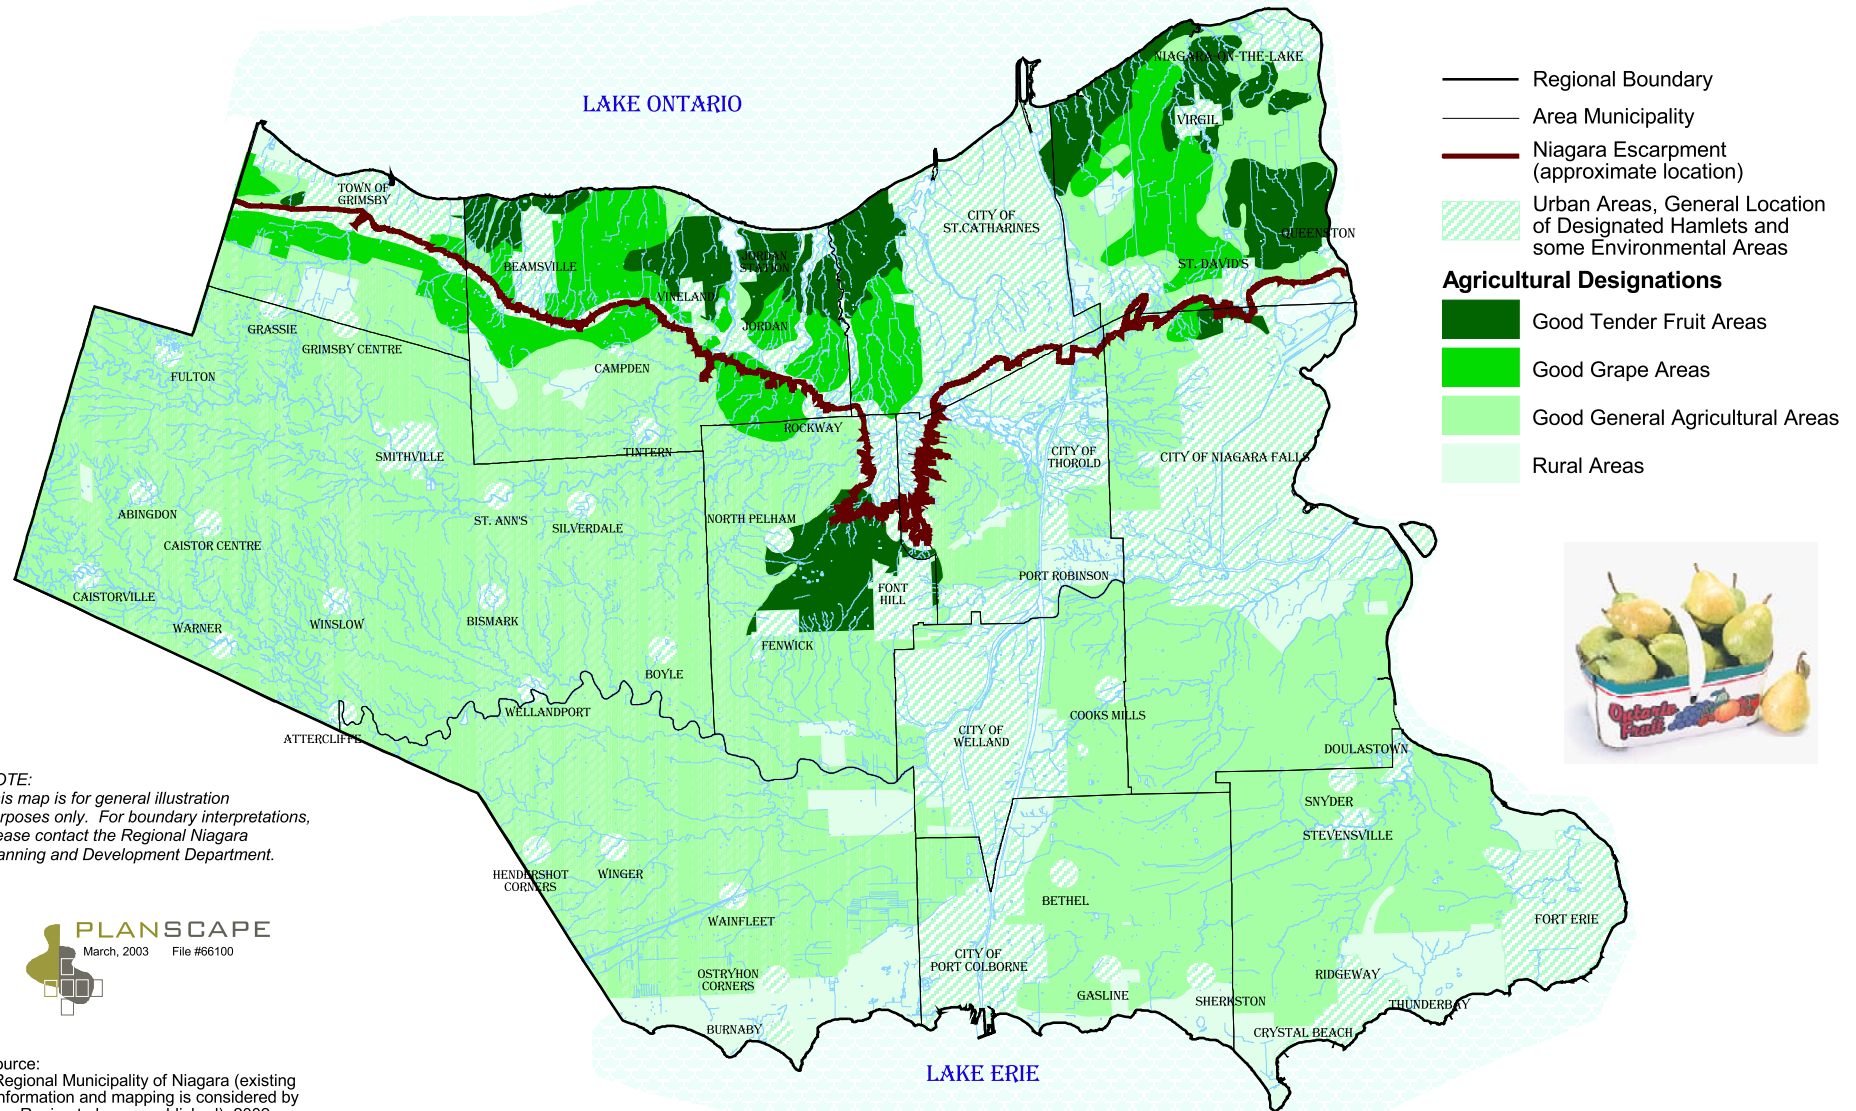 LAKE ONTARIO
NIAGARA-ON-THE-LAKE
VIRGIL
TOWN OF
GRIMSBY
CITY OF
ST.CATHARINES
QUEENSTON
ST. DAVID'S
BEAMSVILLE
JORDAN
STATION
VINELAND
JORDAN
GRASSIE
GRIMSBY CENTRE
CAMPDEN
FULTON
ROCKWAY
SMITHVILLE
TINTERN
CITY OF
THOROLD
CITY OF NIAGARA FALLS
ABINGDON
ST. ANN'S
SILVERDALE
NORTH PELHAM
CAISTOR CENTRE
PORT ROBINSON
CAISTORVILLE
FONT
HILL
WARNER
WINSLOW
BISMARK
FENWICK
BOYLE
WELLANDPORT
COOKS MILLS
ATTERCLIFFE
CITY OF
WELLAND
DOULASTOWN
SNYDER
STEVENSVILLE
HENDERSHOT
CORNERS
WINGER
BETHEL
WAINFLEET
FORT ERIE
CITY OF
PORT COLBORNE
OSTRYHON
CORNERS
RIDGEWAY
GASLINE
SHERKSTON
THUNDERBAY
BURNABY
CRYSTAL BEACH
LAKE ERIE
Regional Boundary
Area Municipality
Niagara Escarpment
(approximate location)
Urban Areas, General Location
of Designated Hamlets and
some Environmental Areas
Agricultural Designations
Good Tender Fruit Areas
Good Grape Areas
Good General Agricultural Areas
Rural Areas
Ontario
Fruit
OTE:
is map is for general illustration
rposes only. For boundary interpretations,
ease contact the Regional Niagara
anning and Development Department.
PLANSCAPE
March, 2003 File #66100
ource:
Regional Municipality of Niagara (existing
nformation and mapping is considered by